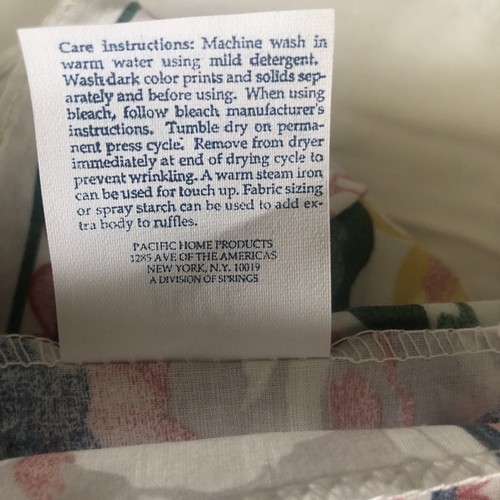 Care instructions: Machine wash in
warm water using mild detergent.
Wash dark color prints and solids sep-
arately and before using. When using
bleach, follow bleach manufacturer's
instructions. Tumble dry on perma-
nent press cycle. Remove from dryer
immediately at end of drying cycle to
prevent wrinkling. A warm steam iron
can be used for touch up. Fabric sizing
or spray starch can be used to add ex-
tra body to ruffles.
PACIFIC HOME PRODUCTS
1285 AVE OF THE AMERICAS
NEW YORK, N.Y. 10019
A DIVISION OF SPRINGS